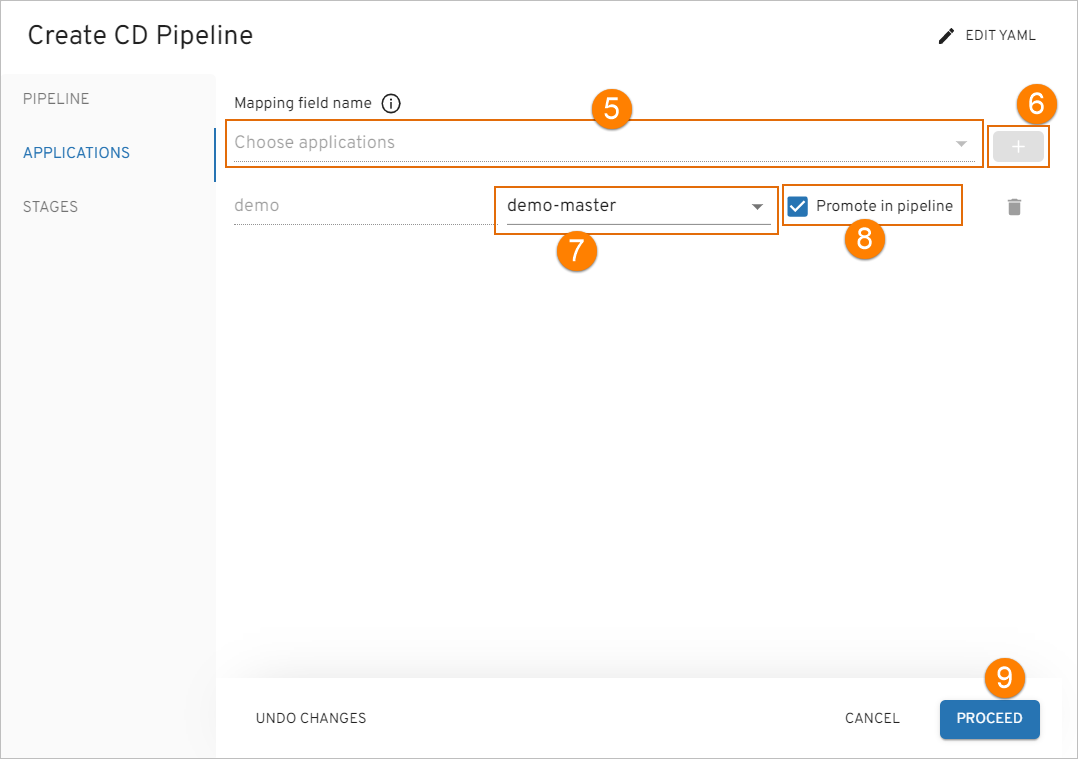 Create CD Pipeline
EDIT YAML
PIPELINE
APPLICATIONS
STAGES
Mapping field name
5
6
Choose applications
demo
demo-master
Promote in pipeline
7
8
9
UNDO CHANGES
CANCEL
PROCEED